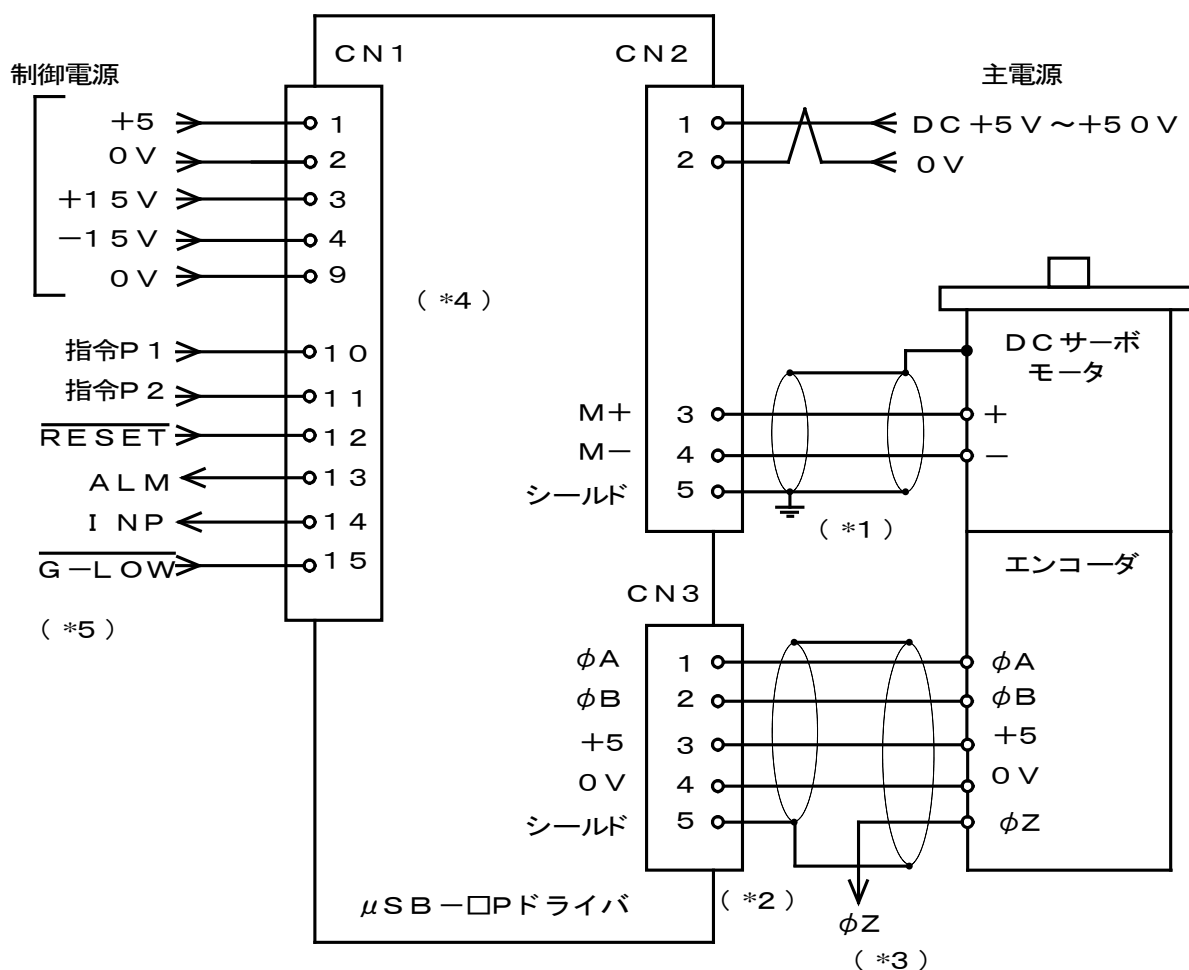 制御電源
CN1
+5
1
0V
2
+15V
3
-15V
4
0V
9
(*4)
指令P1
10
指令P2
11
RESET
12
ALM
13
INP
14
G-LOW
15
(*5)
CN2
主電源
1
DC+5V~+50V
2
0V
DCサーボ
モータ
M+
3
+
M-
4
-
シールド
5
(*1)
エンコーダ
CN3
φA
1
φA
φB
2
φB
+5
3
+5
0V
4
0V
シールド
5
φZ
μSB-□Pドライバ
(*2)
φZ
(*3)